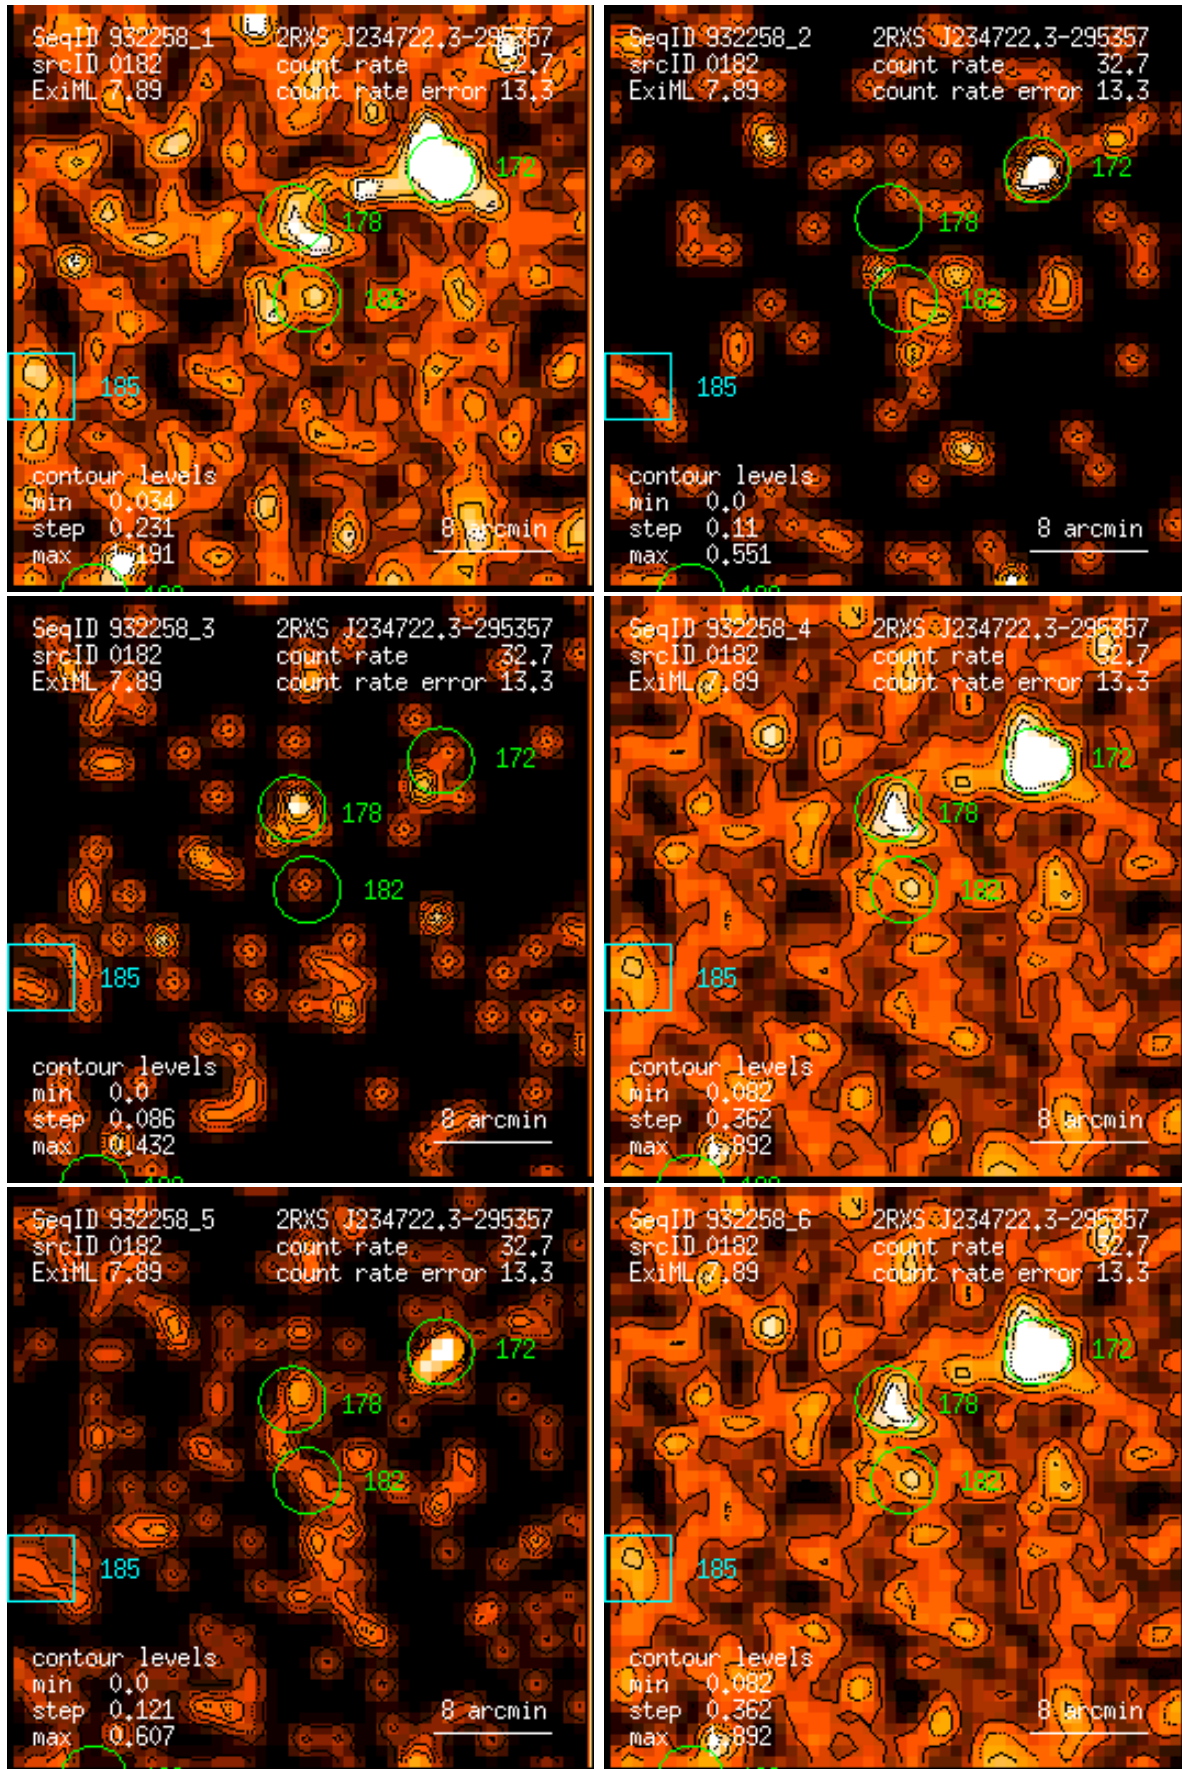 SeqID 932258_1 2RXS J234722.3-295357
srcID 0182 count rate 32.7
ExiML 7.89 count rate error 13.3
172
178
182
185
contour levels
min 0.034
step 0.231
max 1.191
8 arcmin
SeqID 932258_2 2RXS J234722.3-295357
srcID 0182 count rate 32.7
ExiML 7.89 count rate error 13.3
172
178
182
185
contour levels
min 0.0
step 0.11
max 0.551
8 arcmin
SeqID 932258_3 2RXS J234722.3-295357
srcID 0182 count rate 32.7
ExiML 7.89 count rate error 13.3
172
178
182
185
contour levels
min 0.0
step 0.086
max 0.432
8 arcmin
SeqID 932258_4 2RXS J234722.3-295357
srcID 0182 count rate 32.7
ExiML 7.89 count rate error 13.3
172
178
182
185
contour levels
min 0.082
step 0.362
max 1.892
8 arcmin
SeqID 932258_5 2RXS J234722.3-295357
srcID 0182 count rate 32.7
ExiML 7.89 count rate error 13.3
172
178
182
185
contour levels
min 0.0
step 0.121
max 0.607
8 arcmin
SeqID 932258_6 2RXS J234722.3-295357
srcID 0182 count rate 32.7
ExiML 7.89 count rate error 13.3
172
178
182
185
contour levels
min 0.082
step 0.362
max 1.892
8 arcmin